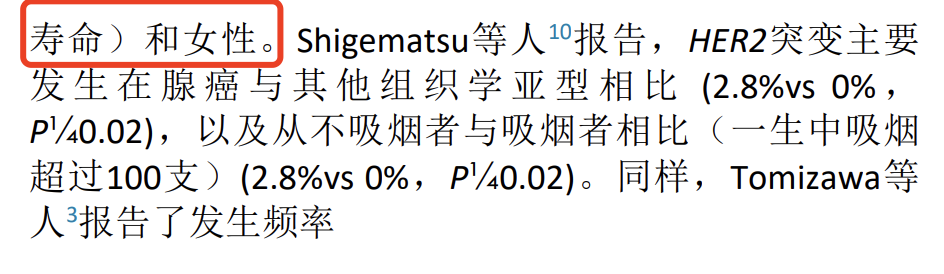 寿命）和女性。Shigematsu等人10报告，HER2突变主要
发生在腺癌与其他组织学亚型相比 (2.8%vs 0%，
P¼0.02)，以及从不吸烟者与吸烟者相比（一生中吸烟
超过100支）(2.8%vs 0%，P¼0.02)。同样，Tomizawa等
人3报告了发生频率